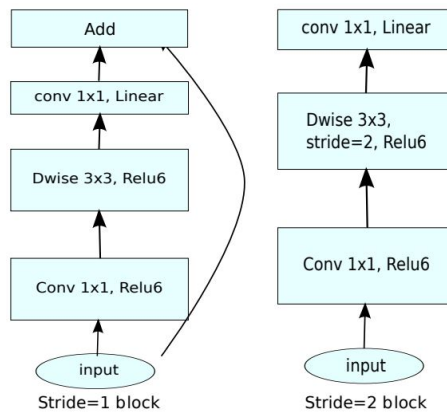 Add
conv 1x1, Linear
Dwise 3x3, Relu6
Conv 1x1, Relu6
input
Stride=1 block
conv 1x1, Linear
Dwise 3x3,
stride=2, Relu6
Conv 1x1, Relu6
input
Stride=2 block